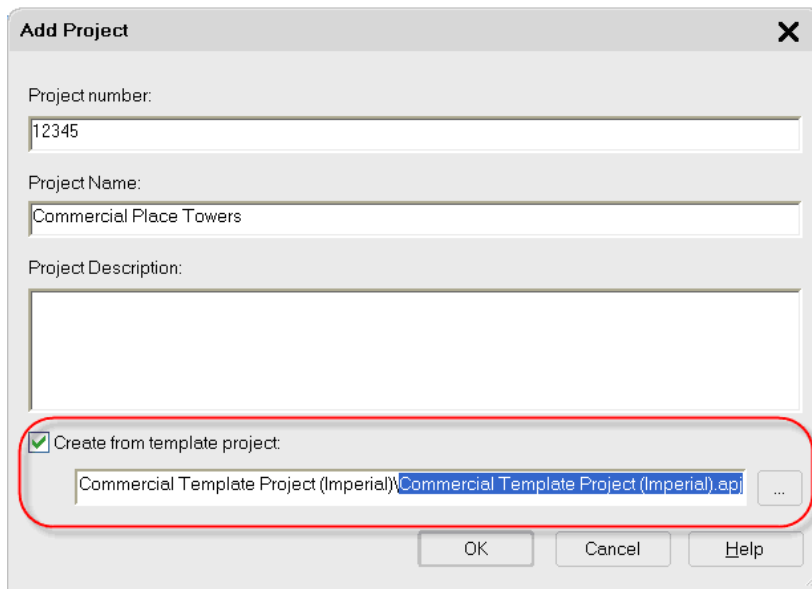 Add Project
Project number:
12345
Project Name:
Commercial Place Towers
Project Description:
Create from template project:
Commercial Template Project (Imperial)\Commercial Template Project (Imperial).apj
...
OK
Cancel
Help